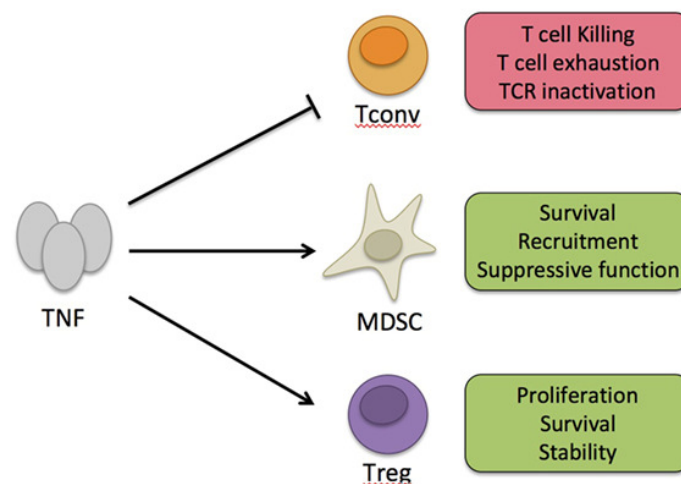 T cell Killing
T cell exhaustion
TCR inactivation
Tconv
Survival
Recruitment
Suppressive function
TNF
MDSC
Proliferation
Survival
Stability
Treg